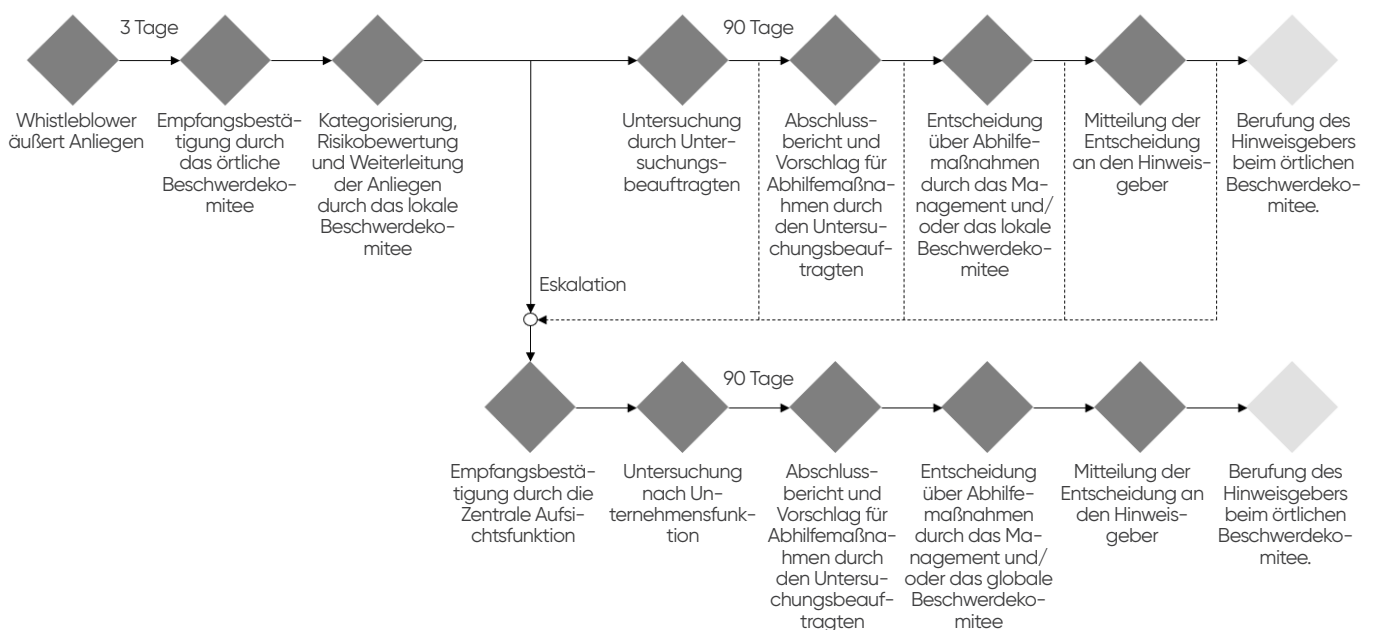 3 Tage
90 Tage
Whistleblower
äußert Anliegen
Empfangsbestä-
tigung durch
das örtliche
Beschwerdeko-
mitee
Kategorisierung,
Risikobewertung
und Weiterleitung
der Anliegen
durch das lokale
Beschwerdeko-
mitee
Untersuchung
durch Unter-
suchungs-
beauftragten
Abschluss-
bericht und
Vorschlag für
Abhilfemaßna-
hmen durch
den Untersu-
chungsbeauf-
tragten
Entscheidung
über Abhilfe-
maßnahmen
durch das Ma-
nagement und/
oder das lokale
Beschwerdeko-
mitee
Mitteilung der
Entscheidung
an den Hinweis-
geber
Berufung des
Hinweisgebers
beim örtlichen
Beschwerdeko-
mitee.
Eskalation
90 Tage
Empfangsbestä-
tigung durch die
Zentrale Aufsi-
chtsfunktion
Untersuchung
nach Un-
ternehmensfunk-
tion
Abschluss-
bericht und
Vorschlag für
Abhilfemaßna-
hmen durch
den Untersu-
chungsbeauf-
tragten
Entscheidung
über Abhilfe-
maßnahmen
durch das Ma-
nagement und/
oder das globale
Beschwerdeko-
mitee
Mitteilung der
Entscheidung an
den Hinweis-
geber
Berufung des
Hinweisgebers
beim örtlichen
Beschwerdeko-
mitee.